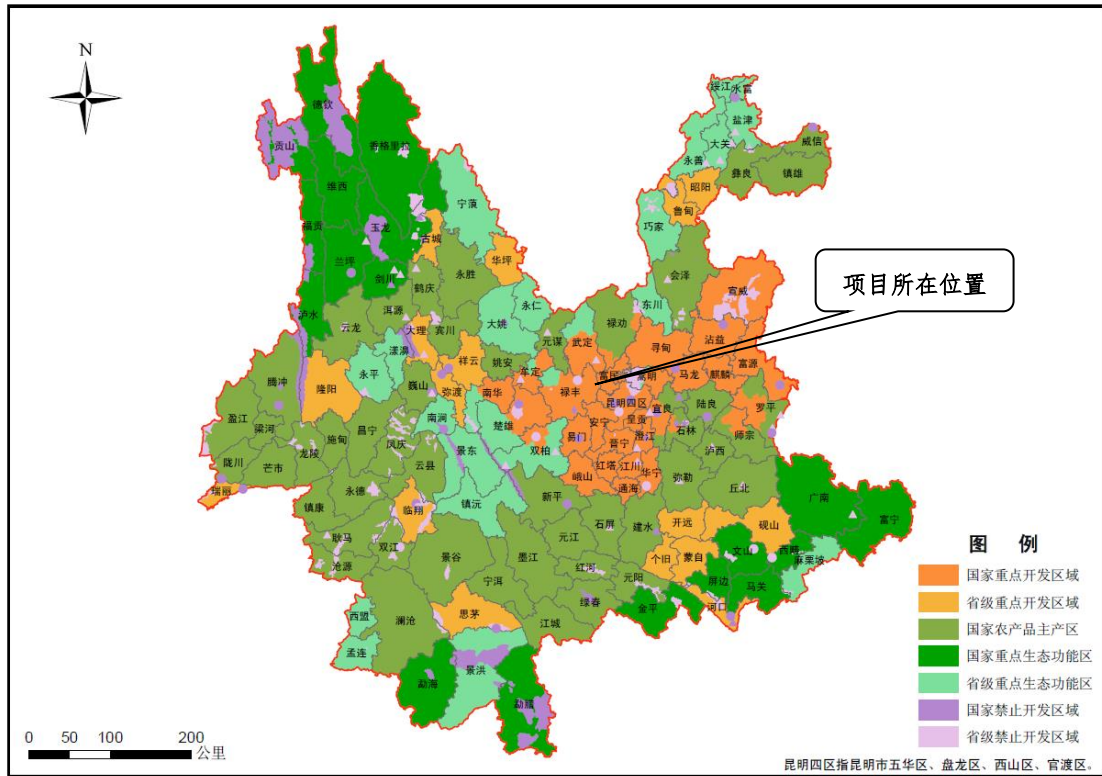 N
德钦
贡山
香格里拉
维西
福贡
玉龙
兰坪
剑川
古城
宁蒗
华坪
永胜
鹤庆
洱源
云龙
泸水
大理
宾川
漾濞
永平
祥云
弥渡
巍山
大姚
永仁
姚安
元谋
武定
禄劝
东川
会泽
巧家
鲁甸
昭阳
永善
大关
绥江
水富
盐津
彝良
威信
镇雄
项目所在位置
宣威
沾益
富源
寻甸
马龙
麒麟
嵩明
富民
禄丰
牟定
南华
楚雄
双柏
昆明四区
宜良
呈贡
安宁
晋宁
澄江
易门
石林
陆良
罗平
师宗
泸西
红塔
江川
华宁
通海
峨山
弥勒
丘北
广南
富宁
腾冲
隆阳
盈江
梁河
陇川
芒市
瑞丽
龙陵
施甸
昌宁
凤庆
南涧
景东
云县
镇沅
永德
镇康
临翔
耿马
双江
沧源
景谷
新平
元江
石屏
建水
开远
砚山
个旧
蒙自
文山
西畴
麻栗坡
马关
屏边
河口
墨江
红河
元阳
绿春
金平
宁洱
思茅
江城
澜沧
西盟
孟连
勐海
景洪
勐腊
图 例
国家重点开发区域
省级重点开发区域
国家农产品主产区
国家重点生态功能区
省级重点生态功能区
国家禁止开发区域
省级禁止开发区域
0 50 100 200
公里
昆明四区指昆明市五华区、盘龙区、西山区、官渡区。